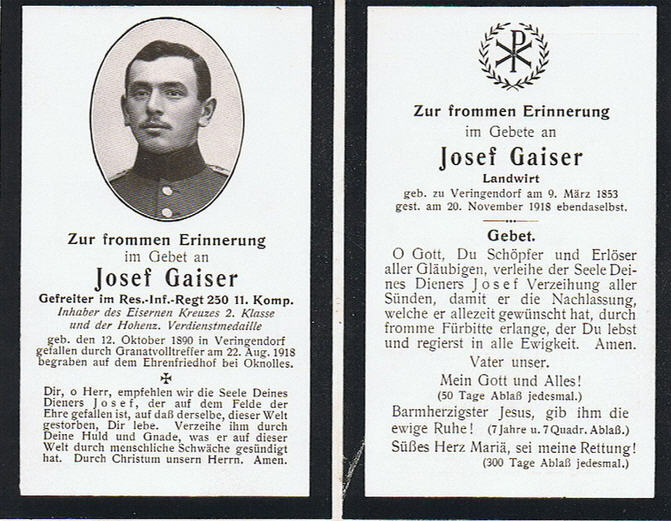 Zur frommen Erinnerung
im Gebet an
Josef Gaiser
Gefreiter im Res.-Inf.-Regt 250 11. Komp.
Inhaber des Eisernen Kreuzes 2. Klasse
und der Hohenz. Verdienstmedaille
geb. den 12. Oktober 1890 in Veringendorf
gefallen durch Granatvolltreffer am 22. Aug. 1918
begraben auf dem Ehrenfriedhof bei Oknolles.
Dir, o Herr, empfehlen wir die Seele Deines
Dieners Josef, der auf dem Felde der
Ehre gefallen ist, auf daß derselbe, dieser Welt
gestorben, Dir lebe. Verzeihe ihm durch
Deine Huld und Gnade, was er auf dieser
Welt durch menschliche Schwäche gesündigt
hat. Durch Christum unsern Herrn. Amen.
Zur frommen Erinnerung
im Gebete an
Josef Gaiser
Landwirt
geb. zu Veringendorf am 9. März 1853
gest. am 20. November 1918 ebendaselbst.
Gebet.
O Gott, Du Schöpfer und Erlöser
aller Gläubigen, verleihe der Seele Dei-
nes Dieners Josef Verzeihung aller
Sünden, damit er die Nachlassung,
welche er allezeit gewünscht hat, durch
fromme Fürbitte erlange, der Du lebst
und regierst in alle Ewigkeit. Amen.
Vater unser.
Mein Gott und Alles!
(50 Tage Ablaß jedesmal.)
Barmherzigster Jesus, gib ihm die
ewige Ruhe! (7 Jahre u. 7 Quadr. Ablaß.)
Süßes Herz Mariä, sei meine Rettung!
(300 Tage Ablaß jedesmal.)